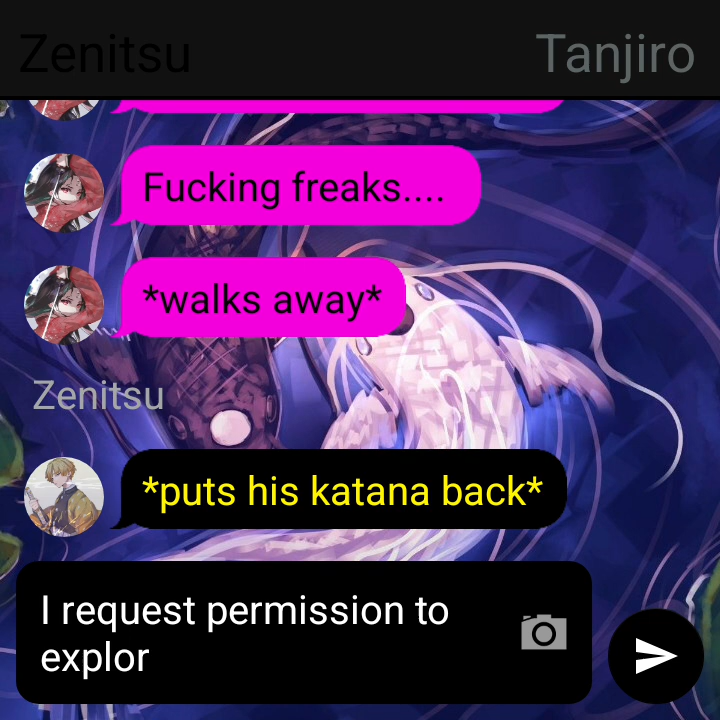 Zenitsu
Tanjiro
Fucking freaks....
*walks away*
Zenitsu
*puts his katana back*
I request permission to
explor